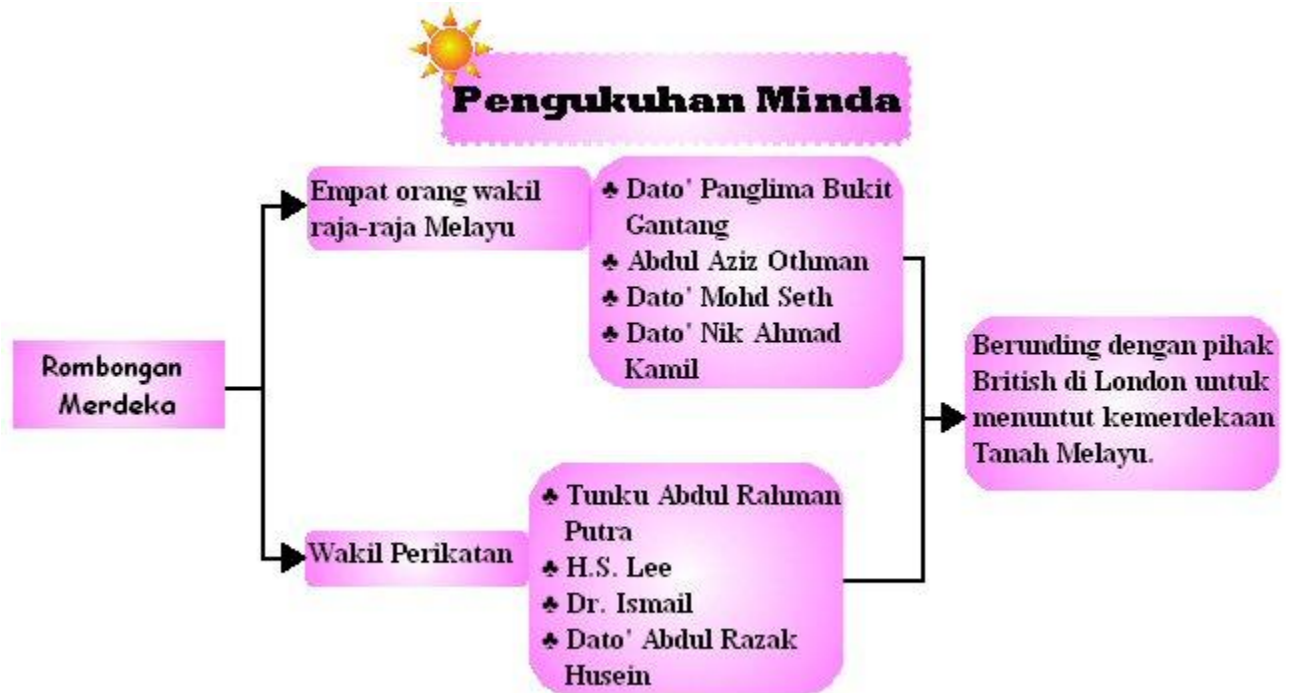 Pengukuhan Minda
Rombongan
Merdeka
Empat orang wakil
raja-raja Melayu
♣ Dato' Panglima Bukit
Gantang
♣ Abdul Aziz Othman
♣ Dato' Mohd Seth
♣ Dato' Nik Ahmad
Kamil
Wakil Perikatan
♣ Tunku Abdul Rahman
Putra
♣ H.S. Lee
♣ Dr. Ismail
♣ Dato' Abdul Razak
Husein
Berunding dengan pihak
British di London untuk
menuntut kemerdekaan
Tanah Melayu.